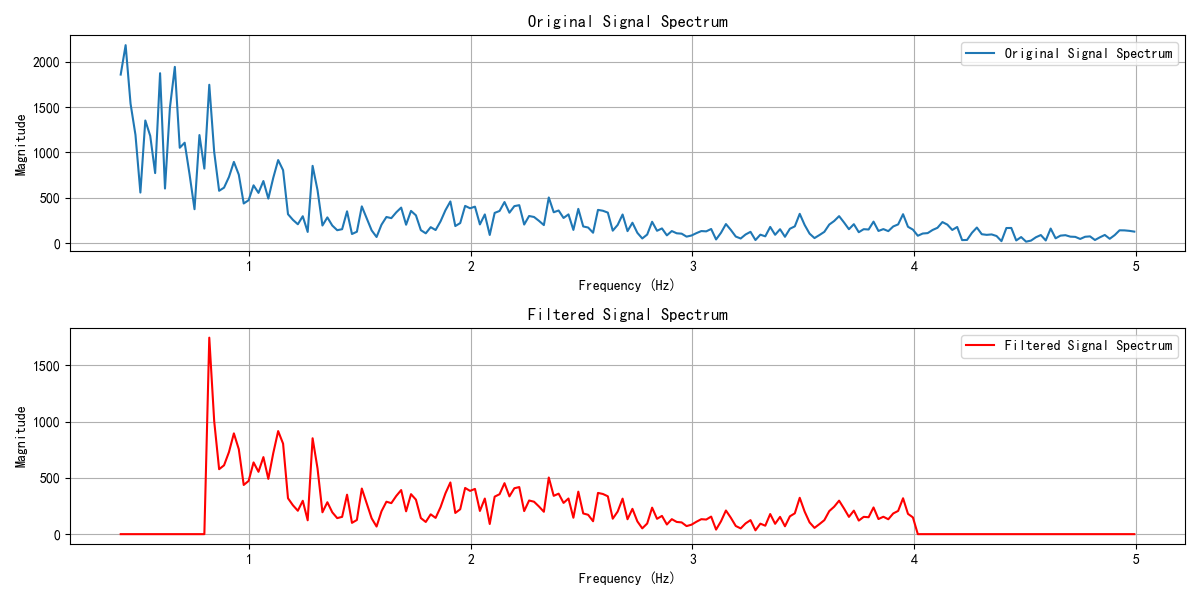 Original Signal Spectrum
Original Signal Spectrum
2000
1500
1000
500
0
Magnitude
1 2 3 4 5
Frequency (Hz)
Filtered Signal Spectrum
Filtered Signal Spectrum
1500
1000
500
0
Magnitude
1 2 3 4 5
Frequency (Hz)